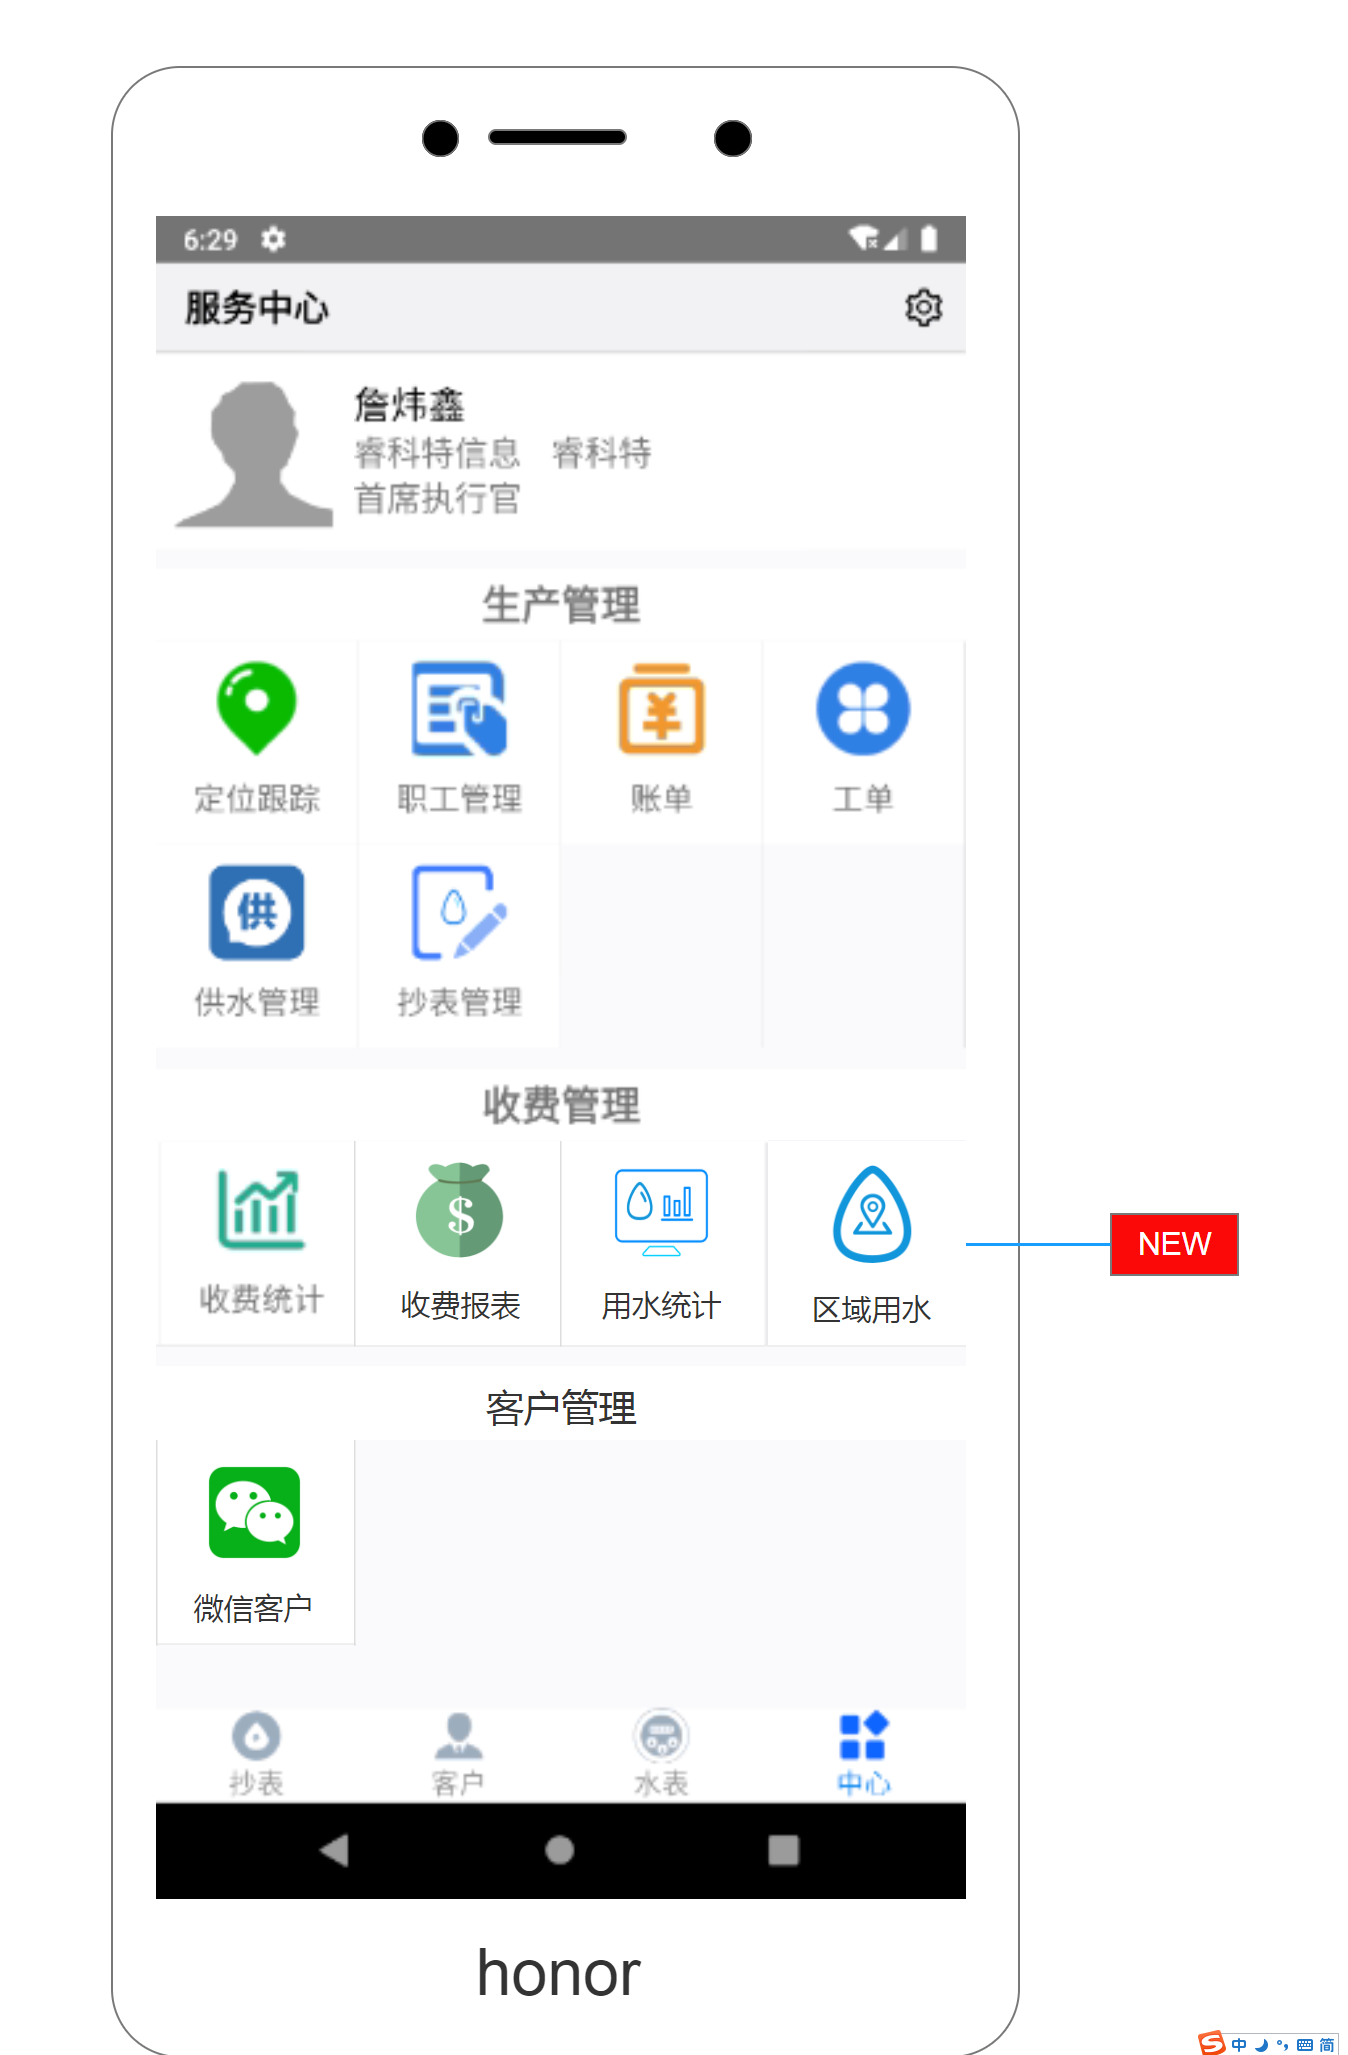 6:29
服务中心
詹炜鑫
睿科特信息 睿科特
首席执行官
生产管理
定位跟踪 职工管理 账单 工单
供
供水管理 抄表管理
收费管理
收费统计 收费报表 用水统计 区域用水
NEW
客户管理
微信客户
抄表 客户 水表 中心
honor
中 简